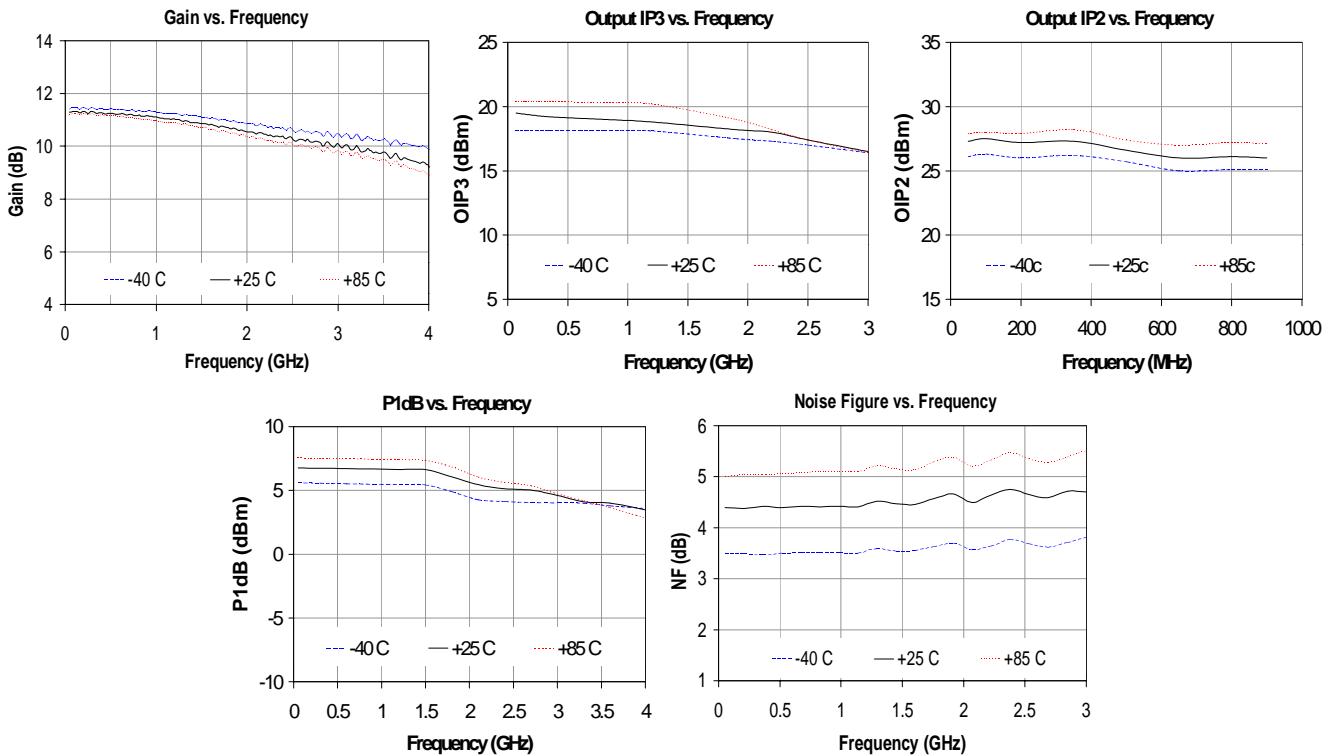 Gain vs. Frequency
14
12
10
8
6
4
Gain (dB)
-40 C
+25 C
+85 C
0
1
2
3
4
Frequency (GHz)
Output IP3 vs. Frequency
25
20
15
10
5
OIP3 (dBm)
-40 C
+25 C
+85 C
0
0.5
1
1.5
2
2.5
3
Frequency (GHz)
Output IP2 vs. Frequency
35
30
25
20
15
OIP2 (dBm)
-40c
+25c
+85c
0
200
400
600
800
1000
Frequency (MHz)
P1dB vs. Frequency
10
5
0
-5
-10
P1dB (dBm)
-40 C
+25 C
+85 C
0
0.5
1
1.5
2
2.5
3
3.5
4
Frequency (GHz)
Noise Figure vs. Frequency
6
5
4
3
2
1
NF (dB)
-40 C
+25 C
+85 C
0
0.5
1
1.5
2
2.5
3
Frequency (GHz)